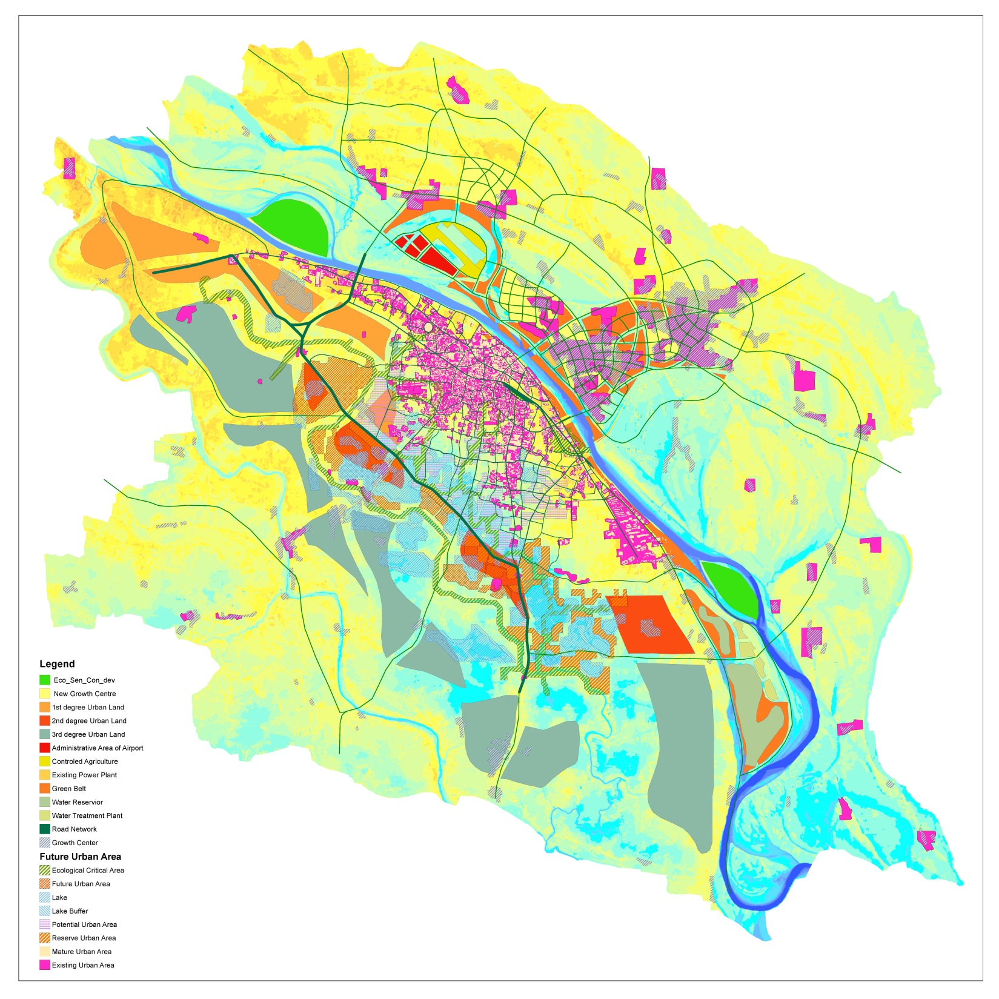 Legend
Eco_Sen_Con_dev
New Growth Centre
1st degree Urban Land
2nd degree Urban Land
3rd degree Urban Land
Administrative Area of Airport
Controled Agriculture
Existing Power Plant
Green Belt
Water Reservior
Water Treatment Plant
Road Network
Growth Center
Future Urban Area
Ecological Critical Area
Future Urban Area
Lake
Lake Buffer
Potential Urban Area
Reserve Urban Area
Mature Urban Area
Existing Urban Area